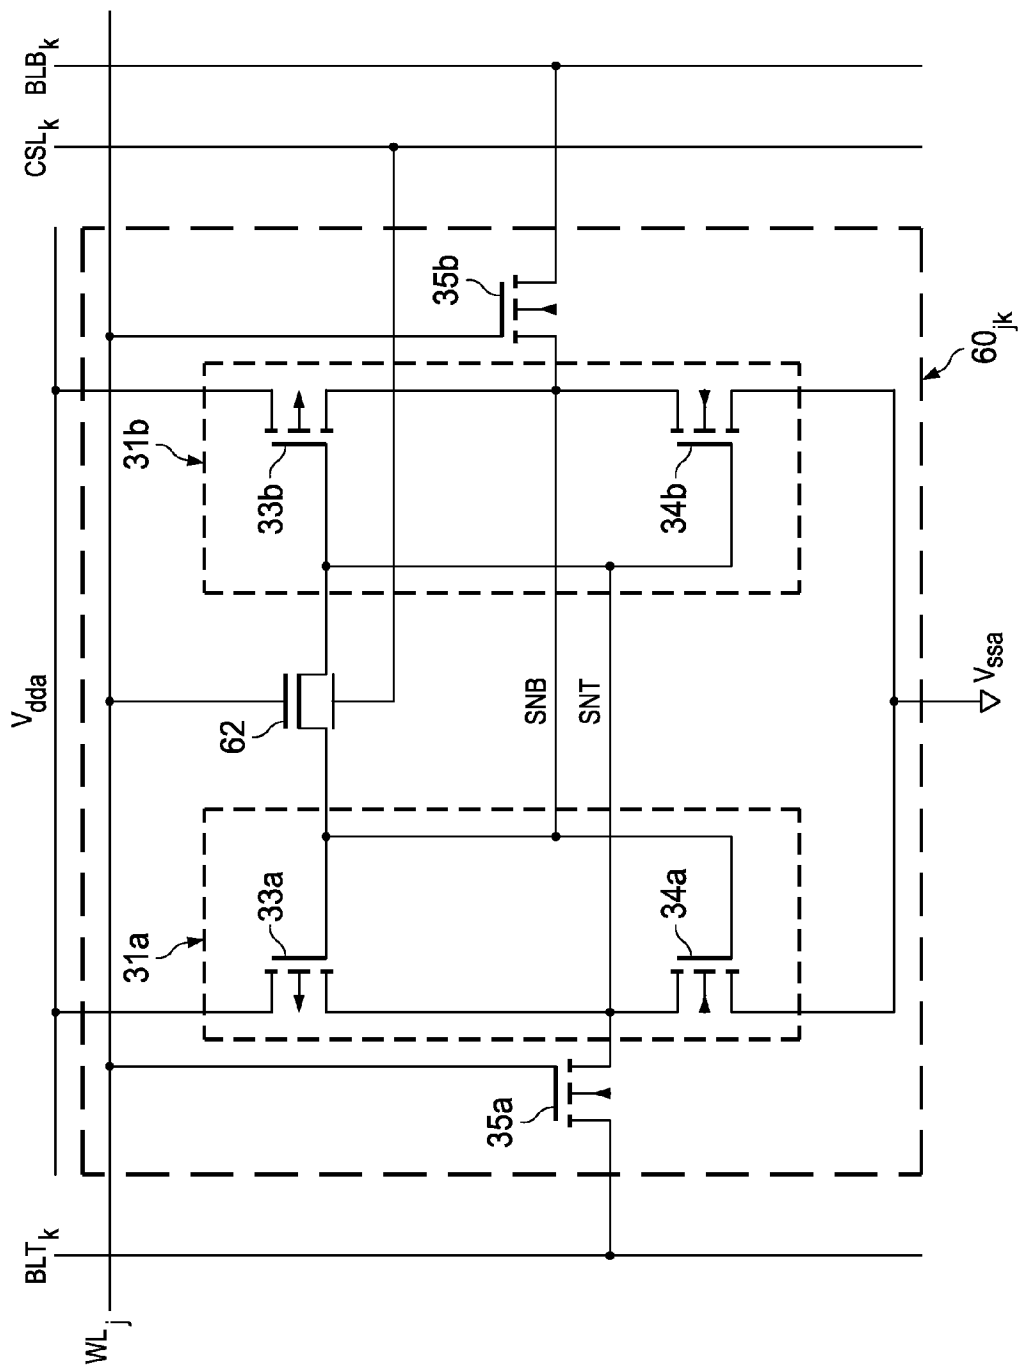 BLB_k
CSL_k
V_dda
BLT_k
WL_j
35b
60_jk
31b
33b
34b
62
SNB
SNT
V_ssa
31a
33a
34a
35a